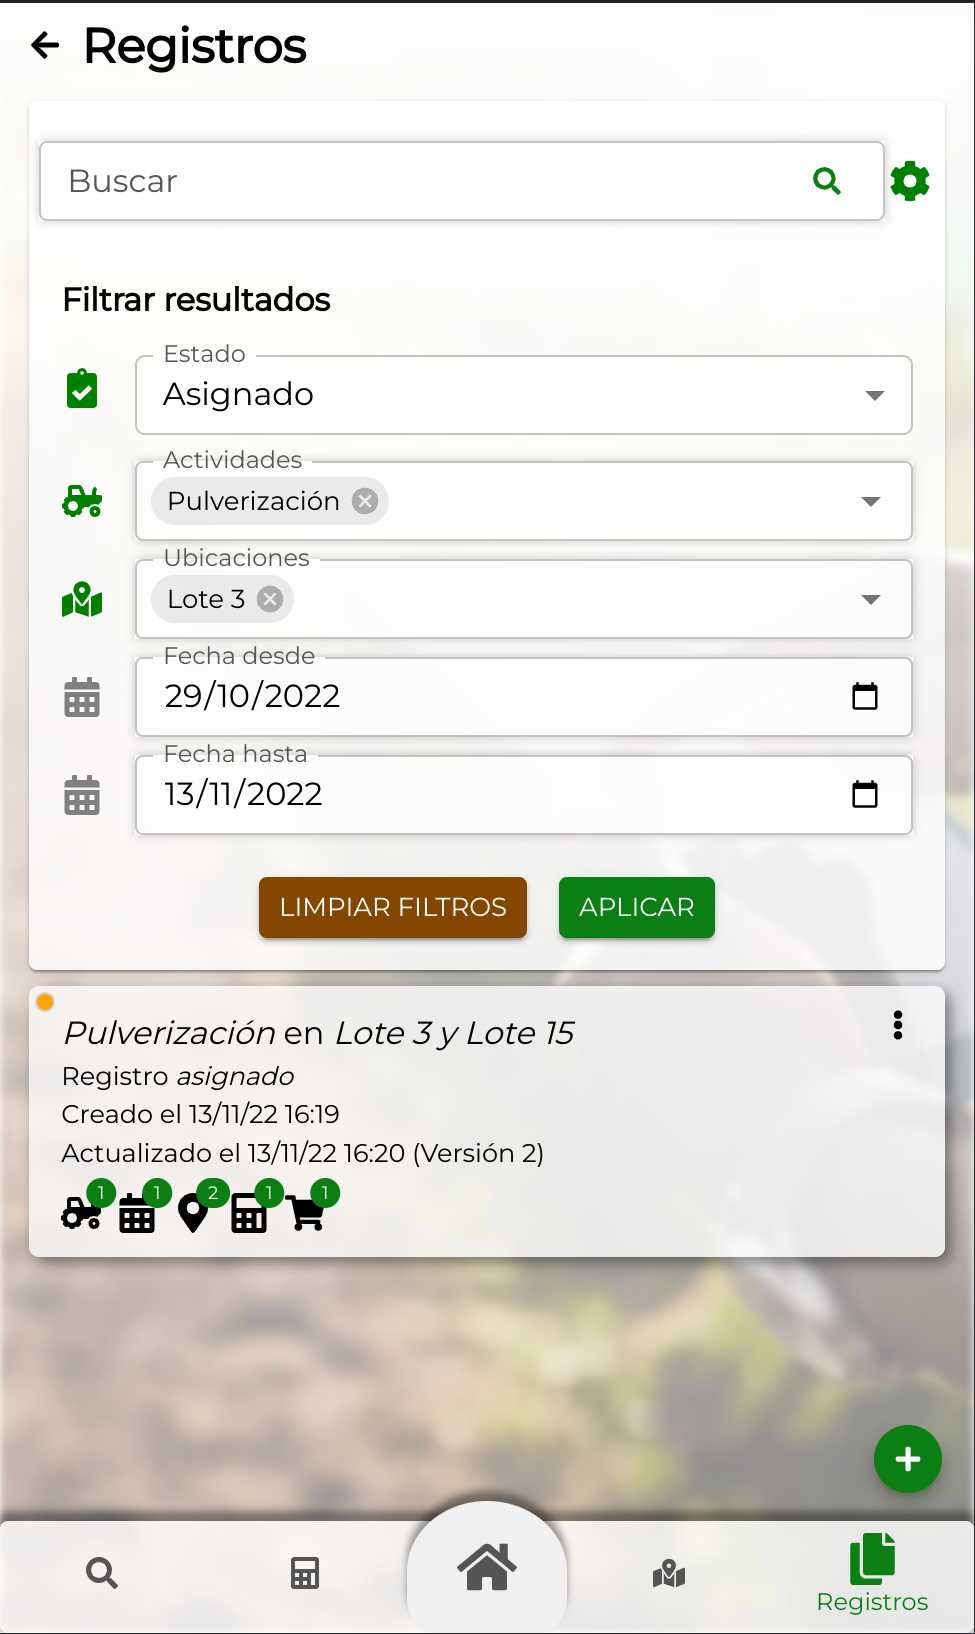 Registros
Buscar
Filtrar resultados
Estado
Asignado
Actividades
Pulverización
Ubicaciones
Lote 3
Fecha desde
29/10/2022
Fecha hasta
13/11/2022
LIMPIAR FILTROS APLICAR
Pulverización en Lote 3 y Lote 15
Registro asignado
Creado el 13/11/22 16:19
Actualizado el 13/11/22 16:20 (Versión 2)
1 1 2 1 1
Registros